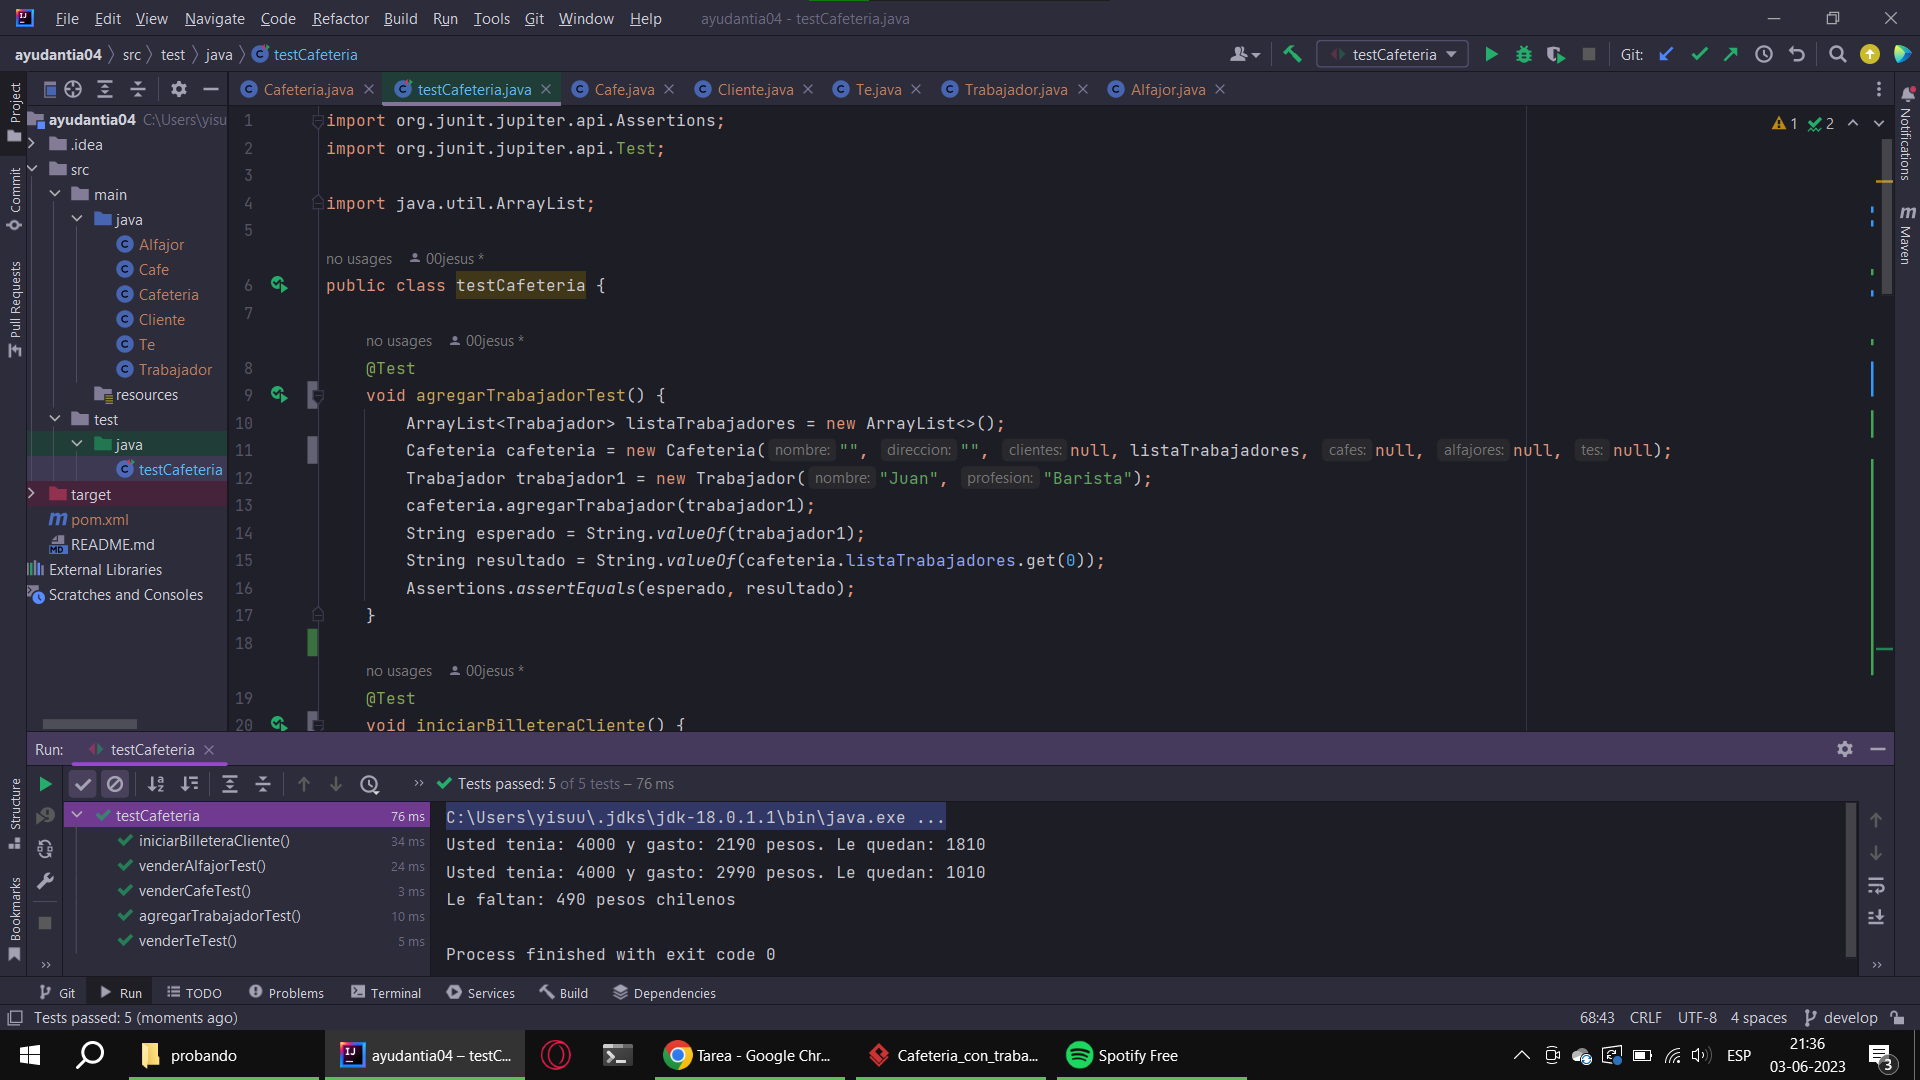 File Edit View Navigate Code Refactor Build Run Tools Git Window Help ayudantia04 - testCafeteria.java
ayudantia04 src test java testCafeteria
testCafeteria Git:
Cafeteria.java testCafeteria.java Cafe.java Cliente.java Te.java Trabajador.java Alfajor.java
Project
Commit
Pull Requests
ayudantia04 C:\Users\yisu
.idea
src
main
java
Alfajor
Cafe
Cafeteria
Cliente
Te
Trabajador
resources
test
java
testCafeteria
target
pom.xml
README.md
External Libraries
Scratches and Consoles
1 import org.junit.jupiter.api.Assertions;
2 import org.junit.jupiter.api.Test;
3
4 import java.util.ArrayList;
5
no usages 00jesus *
6 public class testCafeteria {
7
no usages 00jesus *
8 @Test
9 void agregarTrabajadorTest() {
10 ArrayList<Trabajador> listaTrabajadores = new ArrayList<>();
11 Cafeteria cafeteria = new Cafeteria( nombre: "", direccion: "", clientes: null, listaTrabajadores, cafes: null, alfajores: null, tes: null);
12 Trabajador trabajador1 = new Trabajador( nombre: "Juan", profesion: "Barista");
13 cafeteria.agregarTrabajador(trabajador1);
14 String esperado = String.valueOf(trabajador1);
15 String resultado = String.valueOf(cafeteria.listaTrabajadores.get(0));
16 Assertions.assertEquals(esperado, resultado);
17 }
18
no usages 00jesus *
19 @Test
20 void iniciarBilleteraCliente() {
1 2
Notifications
Maven
Run: testCafeteria
Tests passed: 5 of 5 tests – 76 ms
testCafeteria 76 ms
iniciarBilleteraCliente() 34 ms
venderAlfajorTest() 24 ms
venderCafeTest() 3 ms
agregarTrabajadorTest() 10 ms
venderTeTest() 5 ms
C:\Users\yisuu\.jdks\jdk-18.0.1.1\bin\java.exe ...
Usted tenia: 4000 y gasto: 2190 pesos. Le quedan: 1810
Usted tenia: 4000 y gasto: 2990 pesos. Le quedan: 1010
Le faltan: 490 pesos chilenos
Process finished with exit code 0
Structure
Bookmarks
Git Run TODO Problems Terminal Services Build Dependencies
Tests passed: 5 (moments ago) 68:43 CRLF UTF-8 4 spaces develop
probando ayudantia04 – testC... Tarea - Google Chr... Cafeteria_con_traba... Spotify Free ESP
21:36
03-06-2023
3